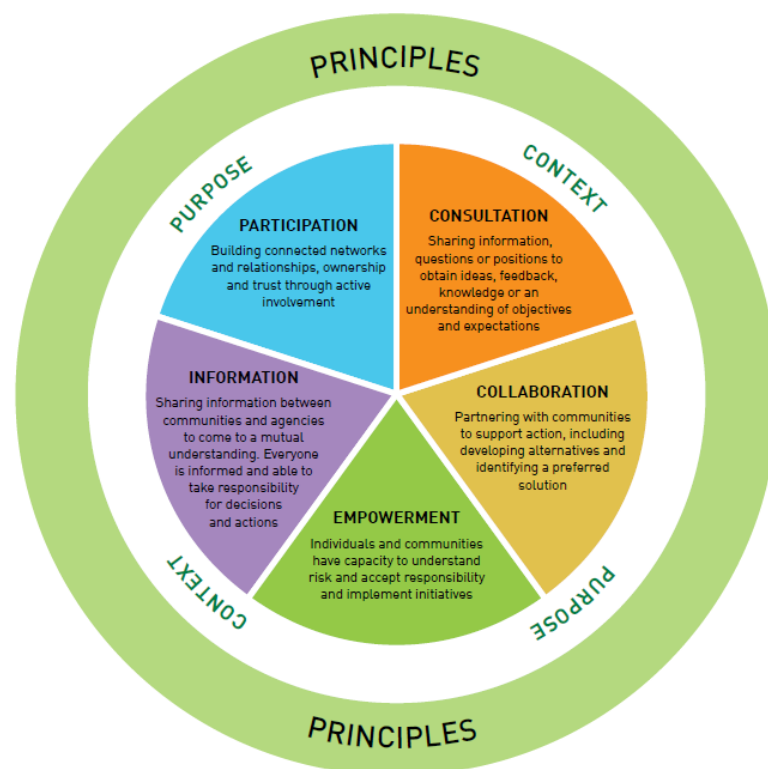 PRINCIPLES
PURPOSE
CONTEXT
PARTICIPATION
Building connected networks
and relationships, ownership
and trust through active
involvement
CONSULTATION
Sharing information,
questions or positions to
obtain ideas, feedback,
knowledge or an
understanding of objectives
and expectations
INFORMATION
Sharing information between
communities and agencies
to come to a mutual
understanding. Everyone
is informed and able to
take responsibility
for decisions
and actions
COLLABORATION
Partnering with communities
to support action, including
developing alternatives and
identifying a preferred
solution
EMPOWERMENT
Individuals and communities
have capacity to understand
risk and accept responsibility
and implement initiatives
CONTEXT
PURPOSE
PRINCIPLES